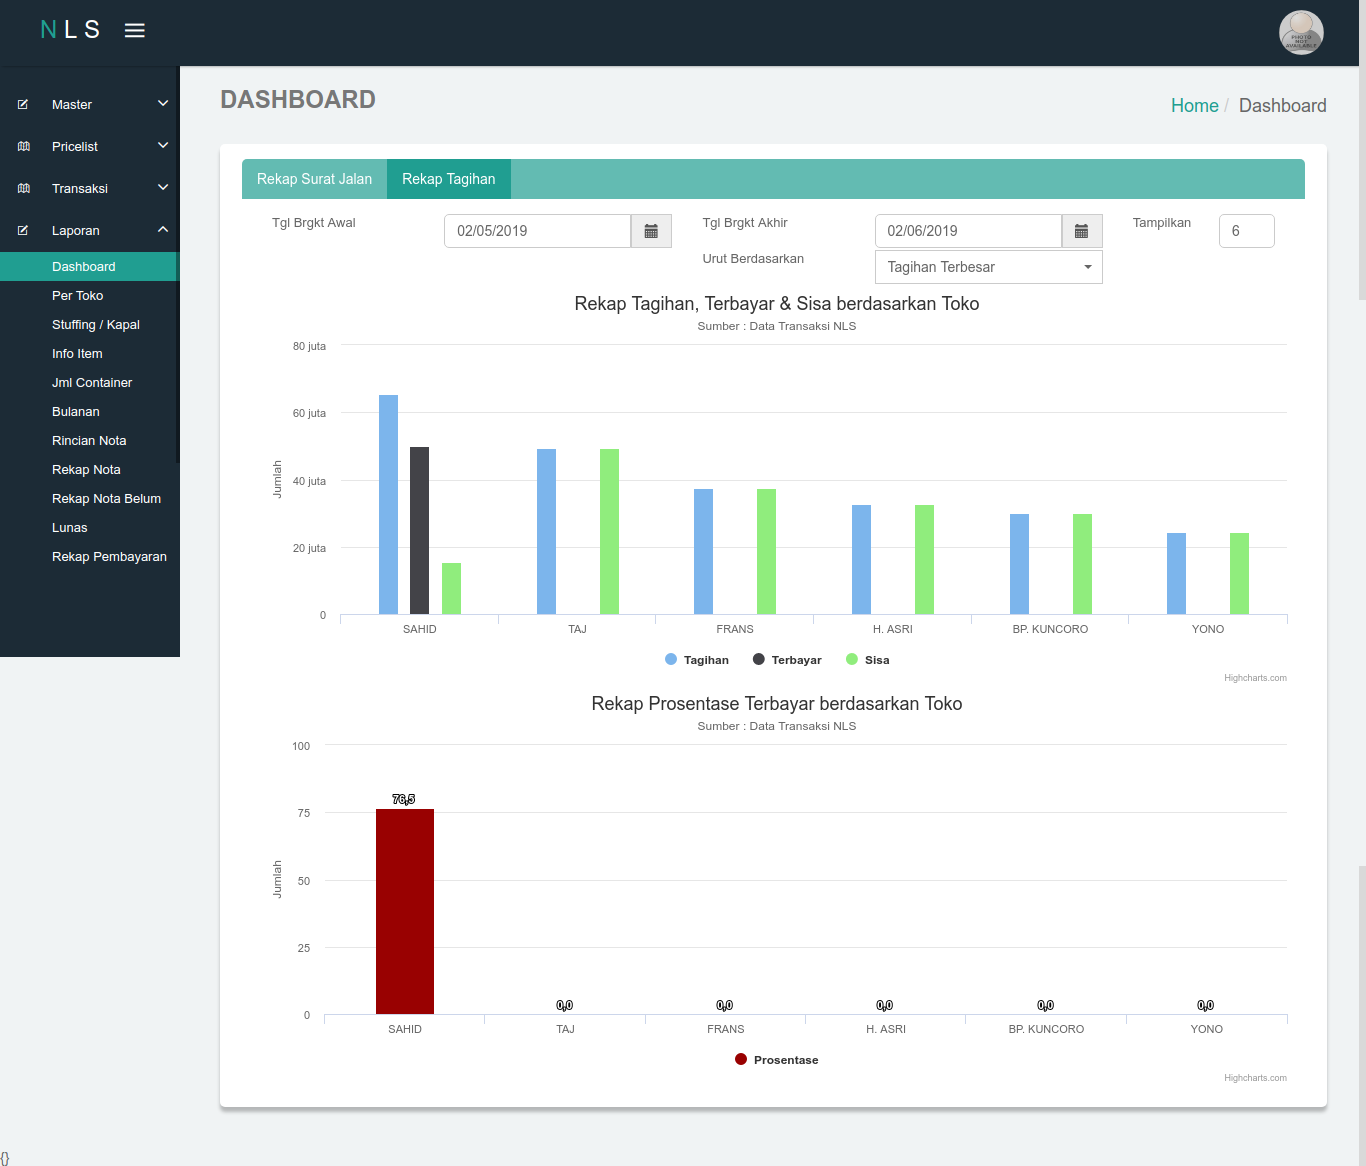 NLS
PHOTO
NOT
AVAILABLE
Master
Pricelist
Transaksi
Laporan
Dashboard
Per Toko
Stuffing / Kapal
Info Item
Jml Container
Bulanan
Rincian Nota
Rekap Nota
Rekap Nota Belum
Lunas
Rekap Pembayaran
DASHBOARD
Home / Dashboard
Rekap Surat Jalan Rekap Tagihan
Tgl Brgkt Awal 02/05/2019 Tgl Brgkt Akhir 02/06/2019 Tampilkan 6
Urut Berdasarkan Tagihan Terbesar
Rekap Tagihan, Terbayar & Sisa berdasarkan Toko
Sumber : Data Transaksi NLS
80 juta
60 juta
40 juta
20 juta
0
Jumlah
SAHID TAJ FRANS H. ASRI BP. KUNCORO YONO
Tagihan Terbayar Sisa
Highcharts.com
Rekap Prosentase Terbayar berdasarkan Toko
Sumber : Data Transaksi NLS
100
75
50
25
0
Jumlah
76,5 0,0 0,0 0,0 0,0 0,0
SAHID TAJ FRANS H. ASRI BP. KUNCORO YONO
Prosentase
Highcharts.com
{}